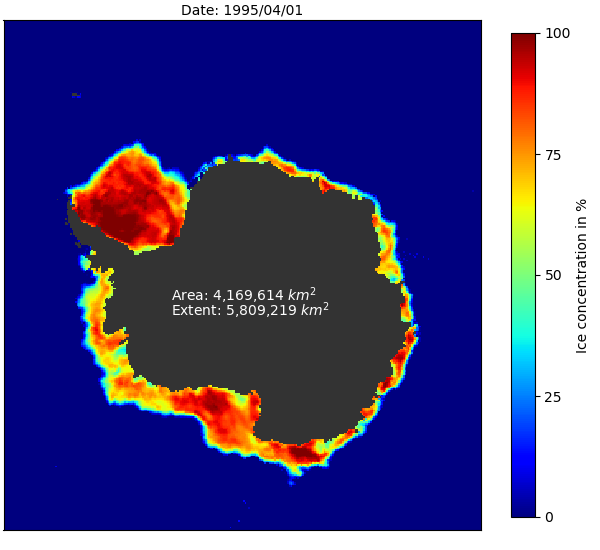 Date: 1995/04/01
100
75
50
25
0
Ice concentration in %
Area: 4,169,614 km²
Extent: 5,809,219 km²